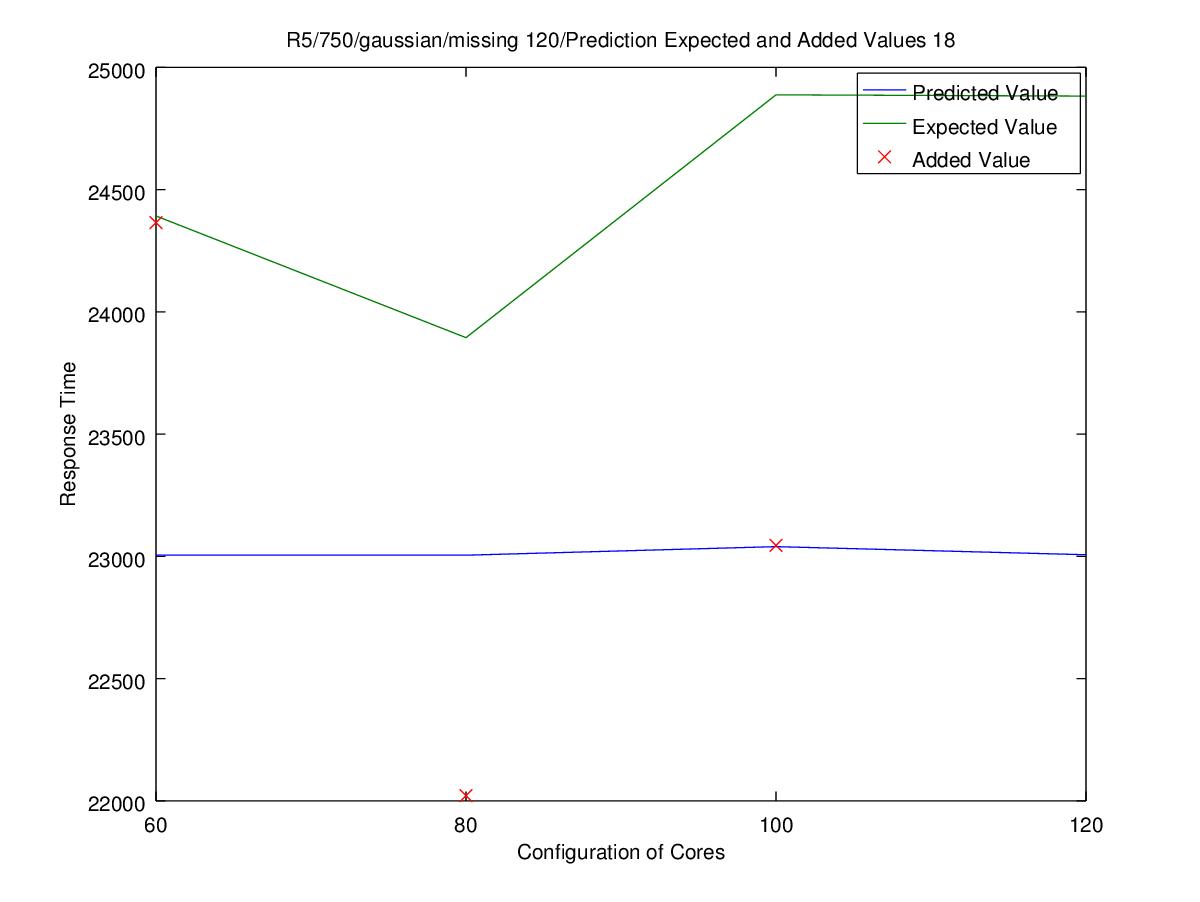 R5/750/gaussian/missing 120/Prediction Expected and Added Values 18
25000
24500
24000
23500
23000
22500
22000
60
80
100
120
Response Time
Configuration of Cores
Predicted Value
Expected Value
Added Value